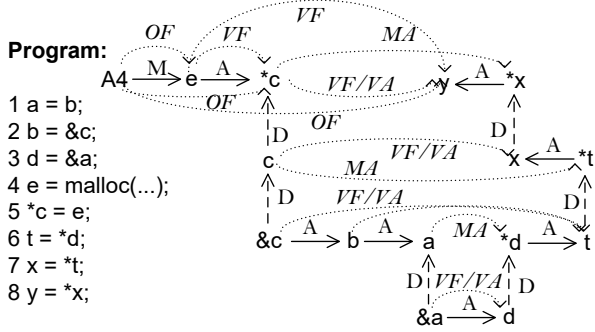 VF
OF VF MA
Program:
A4 M e A *c VF/VA *y A *x
OF OF
1 a = b;
2 b = &c;
3 d = &a;
4 e = malloc(...);
5 *c = e;
6 t = *d;
7 x = *t;
8 y = *x;
D D
c VF/VA x A *t
MA
D VF/VA D
&c A b A a MA *d A t
D VF/VA D
&a A d